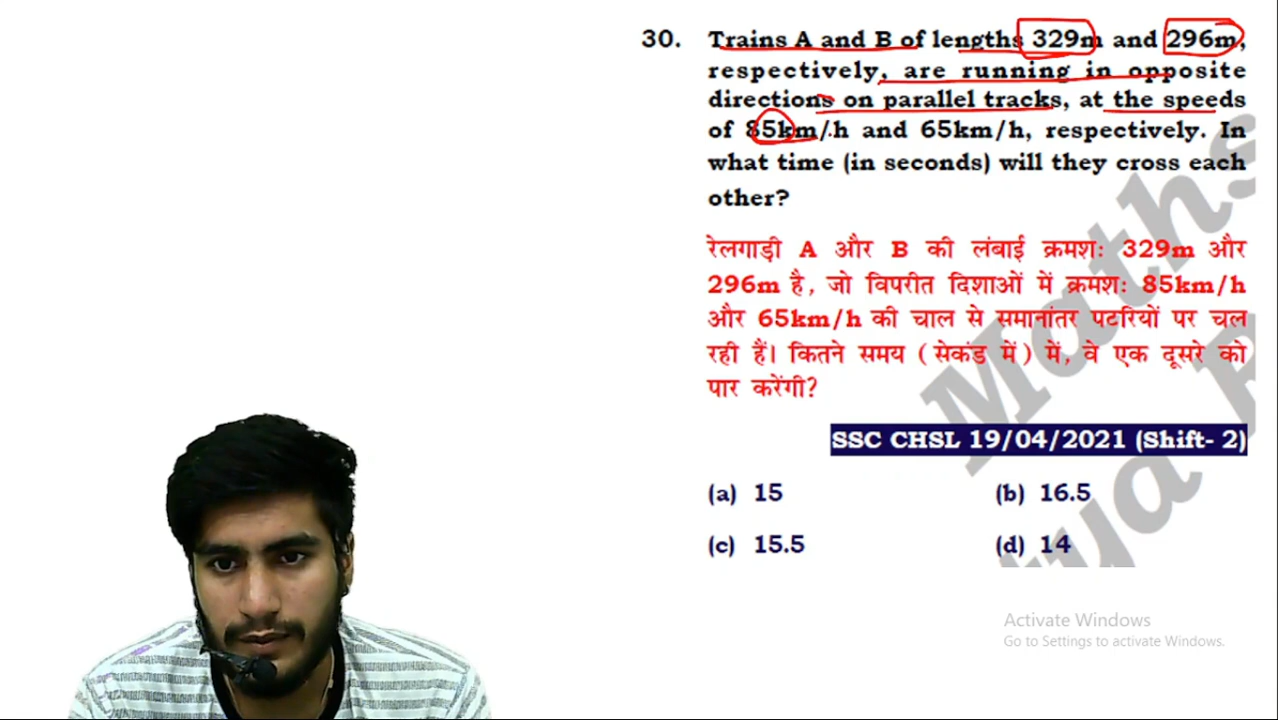 30. Trains A and B of lengths 329m and 296m,
respectively, are running in opposite
directions on parallel tracks, at the speeds
of 85km/h and 65km/h, respectively. In
what time (in seconds) will they cross each
other?
रेलगाड़ी A और B की लंबाई क्रमश: 329m और
296m है, जो विपरीत दिशाओं में क्रमश: 85km/h
और 65km/h की चाल से समानांतर पटरियों पर चल
रही हैं। कितने समय (सेकंड में) में, वे एक दूसरे को
पार करेंगी?
SSC CHSL 19/04/2021 (Shift- 2)
(a) 15 (b) 16.5
(c) 15.5 (d) 14
Maths
Activate Windows
Go to Settings to activate Windows.